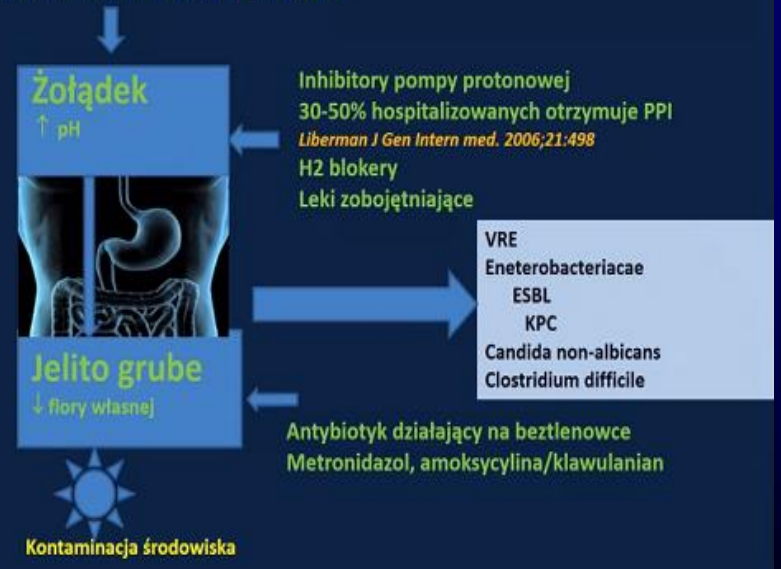 Żołądek
↑ pH
Inhibitory pompy protonowej
30-50% hospitalizowanych otrzymuje PPI
Liberman J Gen Intern med. 2006;21:498
H2 blokery
Leki zobojętniające
VRE
Eneterobacteriacae
ESBL
KPC
Candida non-albicans
Clostridium difficile
Jelito grube
↓ flory własnej
Antybiotyk działający na beztlenowce
Metronidazol, amoksycylina/klawulanian
Kontaminacja środowiska